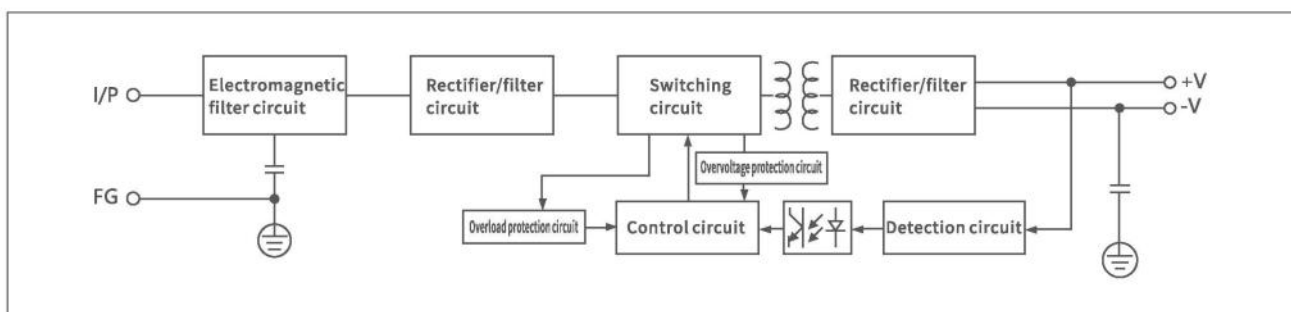 I/P
Electromagnetic
filter circuit
Rectifier/filter
circuit
Switching
circuit
Rectifier/filter
circuit
+V
-V
Overvoltage protection circuit
FG
Overload protection circuit
Control circuit
Detection circuit